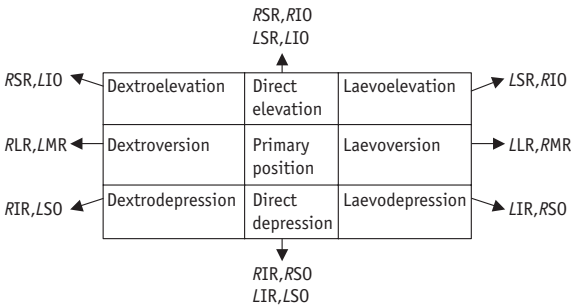 RSR,RIO
LSR,LIO
RSR,LIO
Dextroelevation
Direct
elevation
Laevoelevation
LSR,RIO
RLR,LMR
Dextroversion
Primary
position
Laevoversion
LLR,RMR
RIR,LSO
Dextrodepression
Direct
depression
Laevodepression
LIR,RSO
RIR,RSO
LIR,LSO